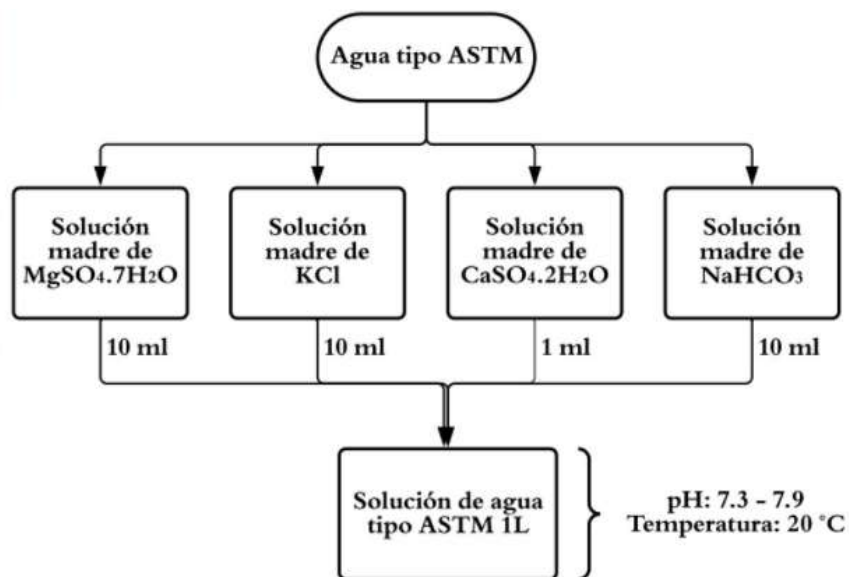 Agua tipo ASTM
Solución
madre de
MgSO₄.7H₂O
Solución
madre de
KCl
Solución
madre de
CaSO₄.2H₂O
Solución
madre de
NaHCO₃
10 ml
10 ml
1 ml
10 ml
Solución de agua
tipo ASTM 1L
pH: 7.3 - 7.9
Temperatura: 20 °C